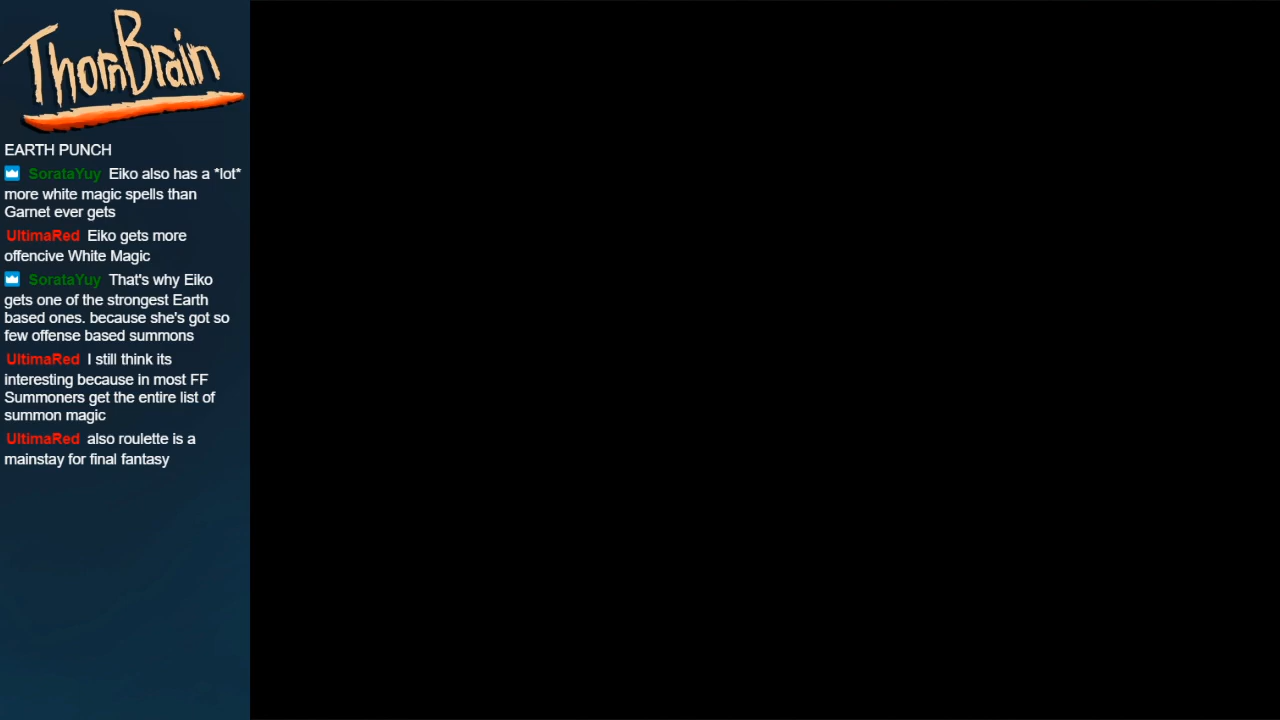 ThornBrain
EARTH PUNCH
SorataYuy Eiko also has a *lot*
more white magic spells than
Garnet ever gets
UltimaRed Eiko gets more
offencive White Magic
SorataYuy That's why Eiko
gets one of the strongest Earth
based ones. because she's got so
few offense based summons
UltimaRed I still think its
interesting because in most FF
Summoners get the entire list of
summon magic
UltimaRed also roulette is a
mainstay for final fantasy